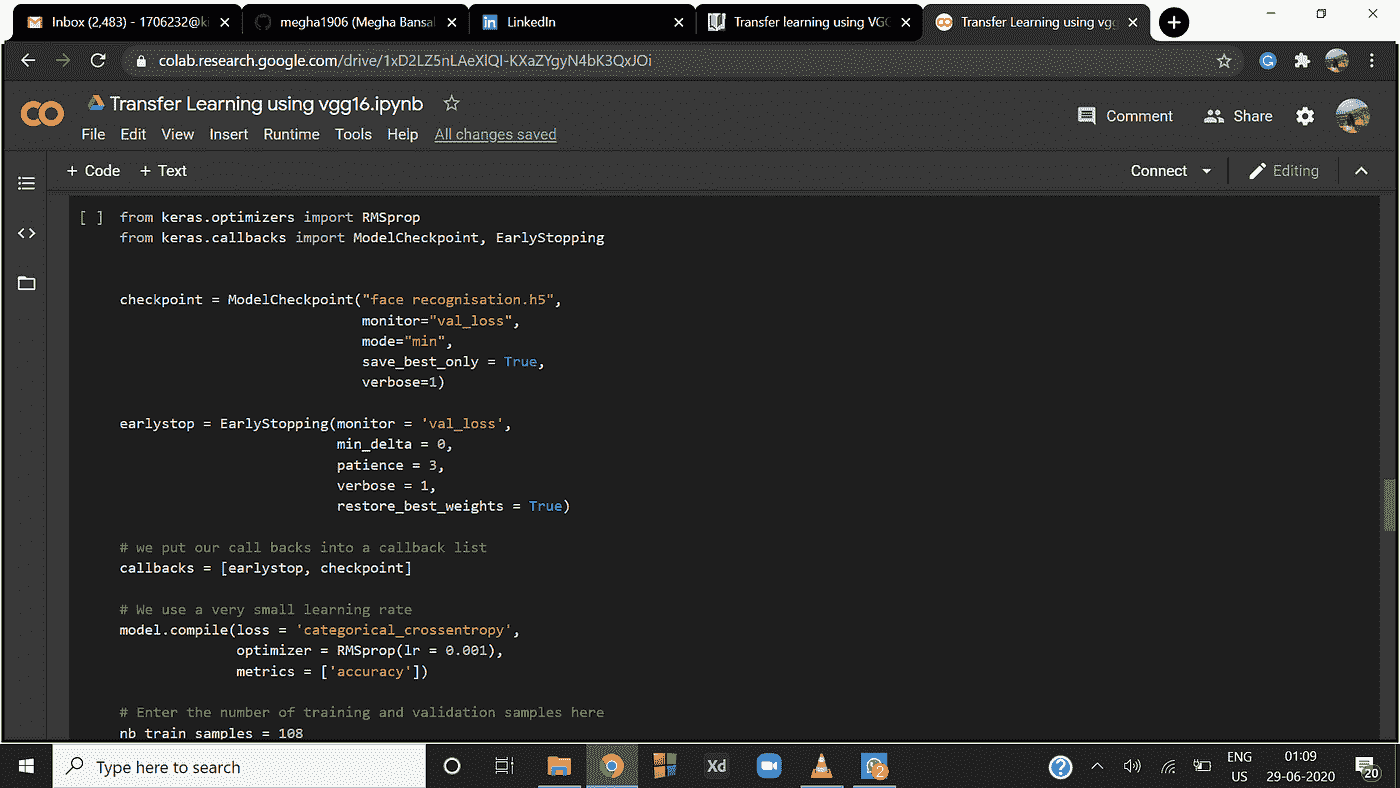 Inbox (2,483) - 1706232@ki
megha1906 (Megha Bansal
LinkedIn
Transfer learning using VGG
Transfer Learning using vgg
colab.research.google.com/drive/1xD2LZ5nLAeXlQI-KXaZYgyN4bK3QxJOi
Transfer Learning using vgg16.ipynb
Comment
Share
File Edit View Insert Runtime Tools Help All changes saved
+ Code + Text
Connect
Editing
[ ] from keras.optimizers import RMSprop
from keras.callbacks import ModelCheckpoint, EarlyStopping
checkpoint = ModelCheckpoint("face recognisation.h5",
monitor="val_loss",
mode="min",
save_best_only = True,
verbose=1)
earlystop = EarlyStopping(monitor = 'val_loss',
min_delta = 0,
patience = 3,
verbose = 1,
restore_best_weights = True)
# we put our call backs into a callback list
callbacks = [earlystop, checkpoint]
# We use a very small learning rate
model.compile(loss = 'categorical_crossentropy',
optimizer = RMSprop(lr = 0.001),
metrics = ['accuracy'])
# Enter the number of training and validation samples here
nb_train_samples = 108
Type here to search
Xd
2
ENG
US
01:09
29-06-2020
20